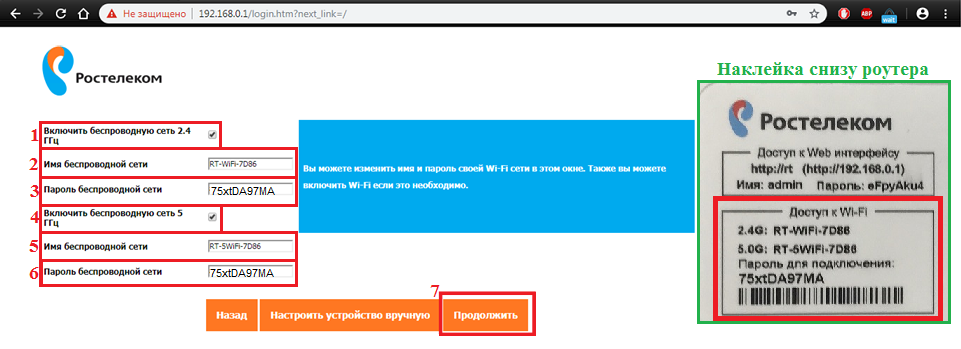 Не защищено 192.168.0.1/login.htm?next_link=/
ABP
wait
Ростелеком
1 Включить беспроводную сеть 2.4
ГГц
2 Имя беспроводной сети RT-WiFi-7D86
3 Пароль беспроводной сети 75xtDA97MA
4 Включить беспроводную сеть 5
ГГц
5 Имя беспроводной сети RT-5WiFi-7D86
6 Пароль беспроводной сети 75xtDA97MA
Вы можете изменить имя и пароль своей Wi-Fi сети в этом окне. Также вы можете
включить Wi-Fi если это необходимо.
7
Назад Настроить устройство вручную Продолжить
Наклейка снизу роутера
Ростелеком
Доступ к Web интерфейсу
http://rt (http://192.168.0.1)
Имя: admin Пароль: eFpyAku4
Доступ к Wi-Fi
2.4G: RT-WiFi-7D86
5.0G: RT-5WiFi-7D86
Пароль для подключения:
75xtDA97MA